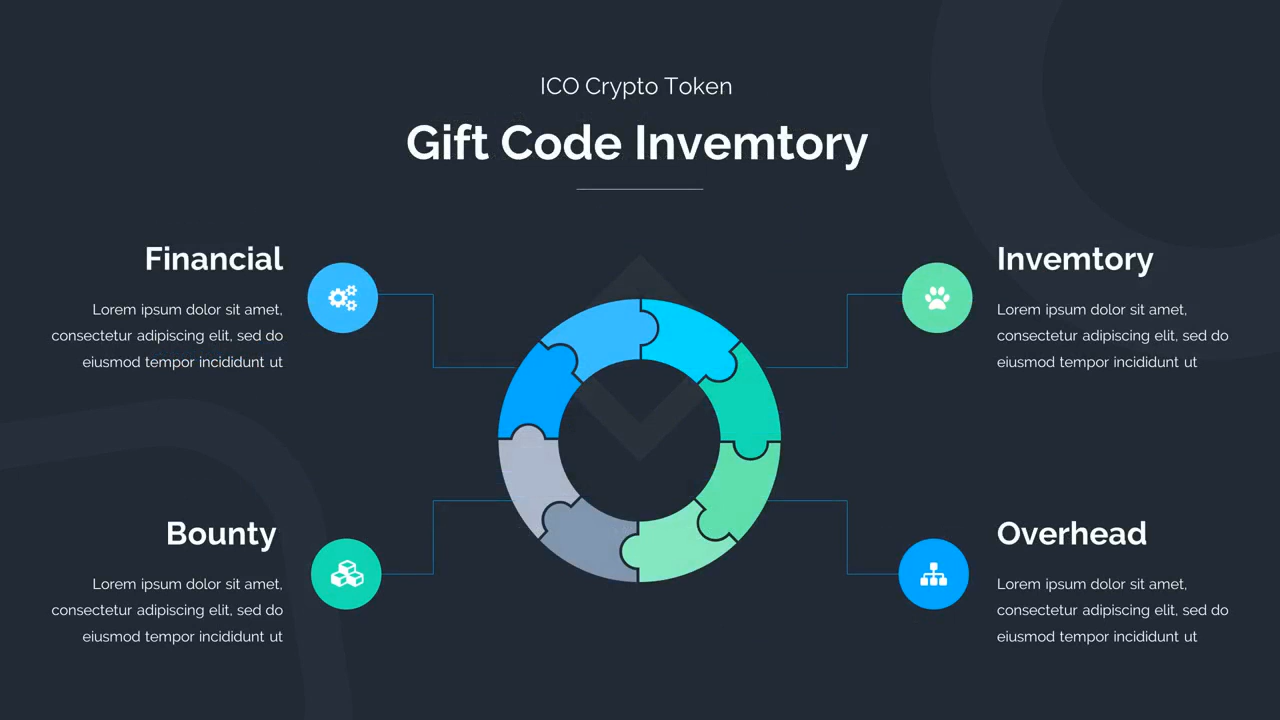 ICO Crypto Token
Gift Code Invemtory
Financial
Lorem ipsum dolor sit amet,
consectetur adipiscing elit, sed do
eiusmod tempor incididunt ut
Invemtory
Lorem ipsum dolor sit amet,
consectetur adipiscing elit, sed do
eiusmod tempor incididunt ut
Bounty
Lorem ipsum dolor sit amet,
consectetur adipiscing elit, sed do
eiusmod tempor incididunt ut
Overhead
Lorem ipsum dolor sit amet,
consectetur adipiscing elit, sed do
eiusmod tempor incididunt ut